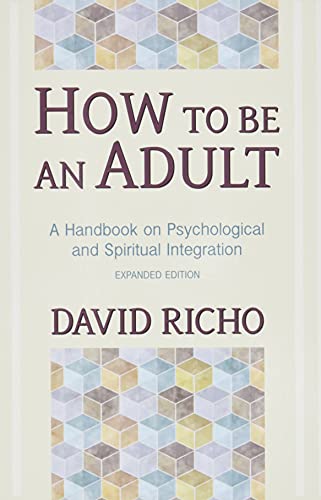 HOW TO BE
AN ADULT
A Handbook on Psychological
and Spiritual Integration
EXPANDED EDITION
DAVID RICHO